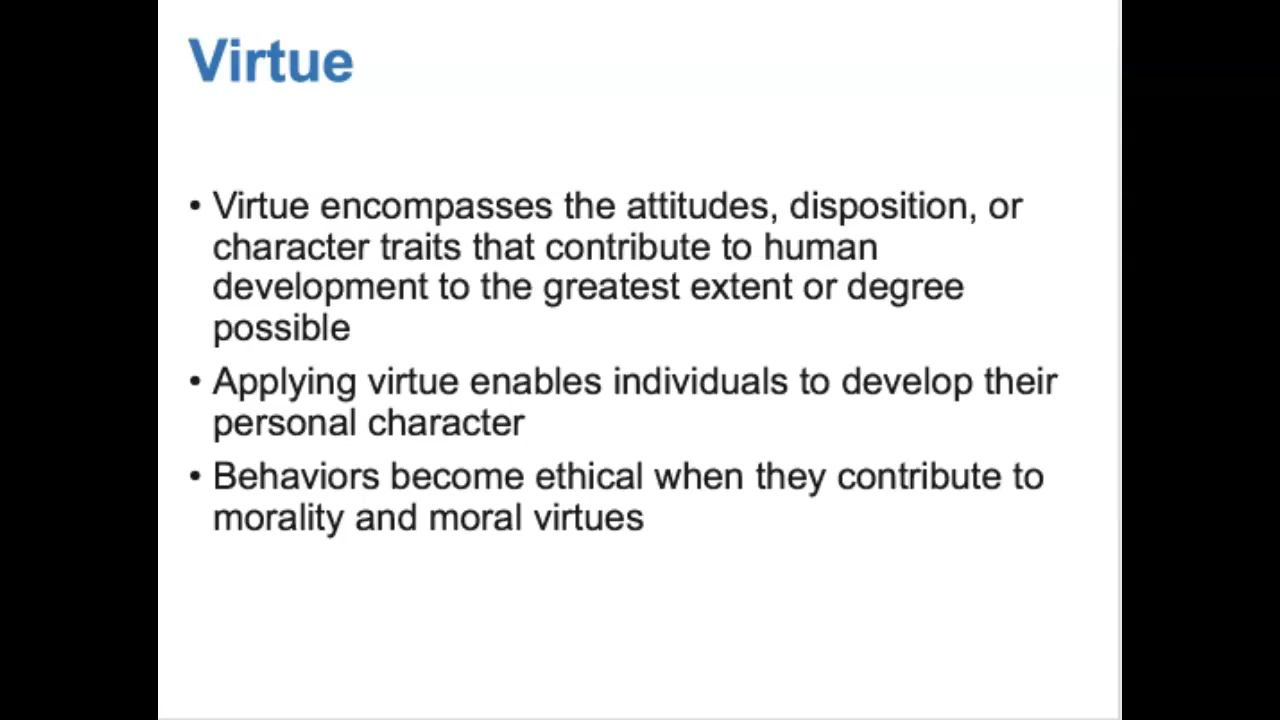 Virtue
• Virtue encompasses the attitudes, disposition, or
character traits that contribute to human
development to the greatest extent or degree
possible
• Applying virtue enables individuals to develop their
personal character
• Behaviors become ethical when they contribute to
morality and moral virtues